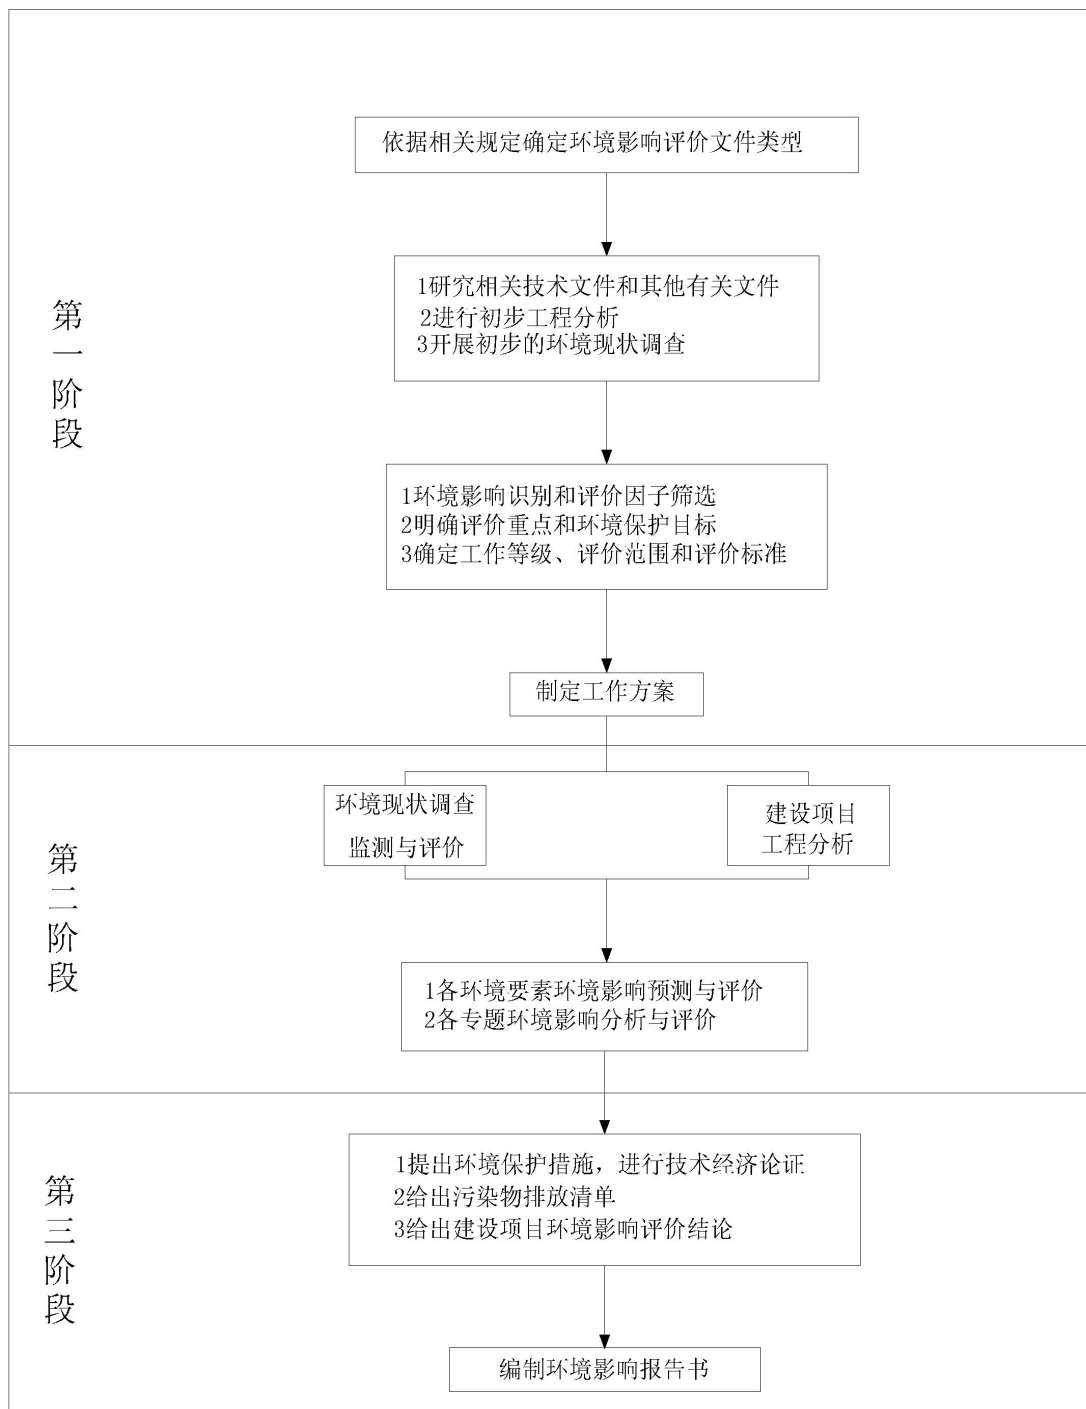 依据相关规定确定环境影响评价文件类型
1研究相关技术文件和其他有关文件
2进行初步工程分析
3开展初步的环境现状调查
第一阶段
1环境影响识别和评价因子筛选
2明确评价重点和环境保护目标
3确定工作等级、评价范围和评价标准
制定工作方案
环境现状调查
监测与评价
建设项目
工程分析
第二阶段
1各环境要素环境影响预测与评价
2各专题环境影响分析与评价
1提出环境保护措施，进行技术经济论证
2给出污染物排放清单
3给出建设项目环境影响评价结论
第三阶段
编制环境影响报告书